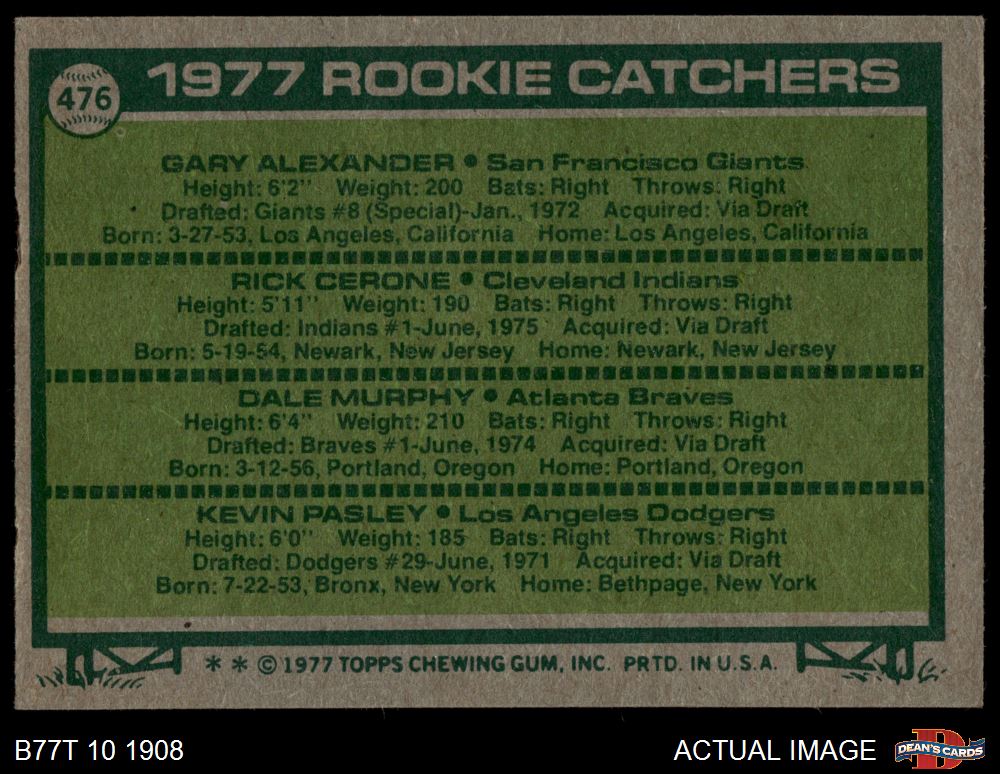 476
1977 ROOKIE CATCHERS
GARY ALEXANDER • San Francisco Giants
Height: 6'2" Weight: 200 Bats: Right Throws: Right
Drafted: Giants #8 (Special)-Jan., 1972 Acquired: Via Draft
Born: 3-27-53, Los Angeles, California Home: Los Angeles, California
RICK CERONE • Cleveland Indians
Height: 5'11" Weight: 190 Bats: Right Throws: Right
Drafted: Indians #1-June, 1975 Acquired: Via Draft
Born: 5-19-54, Newark, New Jersey Home: Newark, New Jersey
DALE MURPHY • Atlanta Braves
Height: 6'4" Weight: 210 Bats: Right Throws: Right
Drafted: Braves #1-June, 1974 Acquired: Via Draft
Born: 3-12-56, Portland, Oregon Home: Portland, Oregon
KEVIN PASLEY • Los Angeles Dodgers
Height: 6'0" Weight: 185 Bats: Right Throws: Right
Drafted: Dodgers #29-June, 1971 Acquired: Via Draft
Born: 7-22-53, Bronx, New York Home: Bethpage, New York
* * © 1977 TOPPS CHEWING GUM, INC. PRTD. IN U.S.A.
B77T 10 1908 ACTUAL IMAGE
D
DEAN'S CARDS